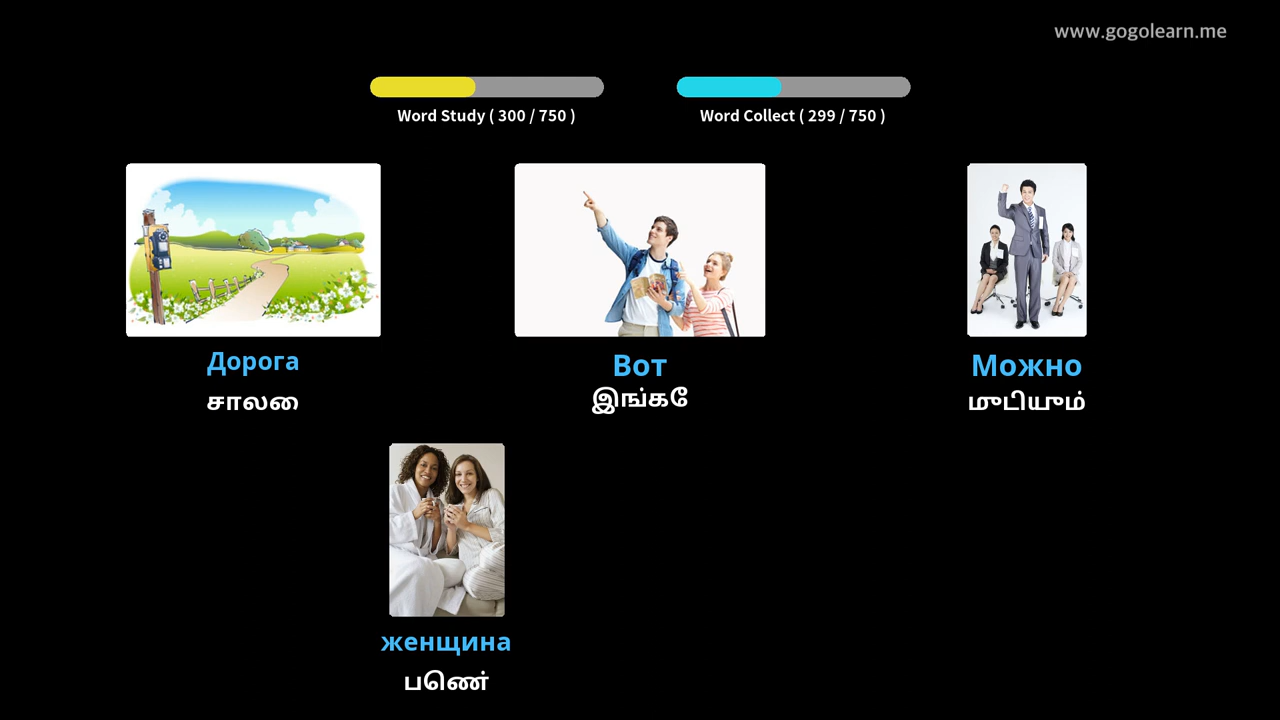 www.gogolearn.me
Word Study ( 300 / 750 )
Word Collect ( 299 / 750 )
Дорога
Вот
Можно
சாலை
இங்கே
முடியும்
женщина
பெண்